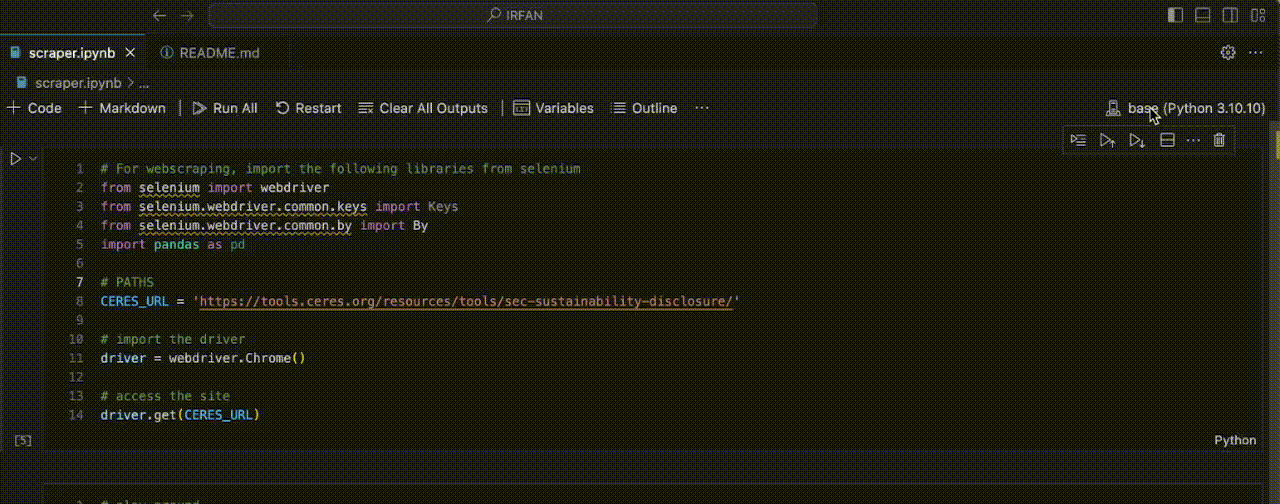 IRFAN
scraper.ipynb README.md
scraper.ipynb > ...
+ Code + Markdown | Run All Restart Clear All Outputs | Variables Outline ...
base (Python 3.10.10)
1 # For webscraping, import the following libraries from selenium
2 from selenium import webdriver
3 from selenium.webdriver.common.keys import Keys
4 from selenium.webdriver.common.by import By
5 import pandas as pd
6
7 # PATHS
8 CERES_URL = 'https://tools.ceres.org/resources/tools/sec-sustainability-disclosure/'
9
10 # import the driver
11 driver = webdriver.Chrome()
12
13 # access the site
14 driver.get(CERES_URL)
[5]
Python